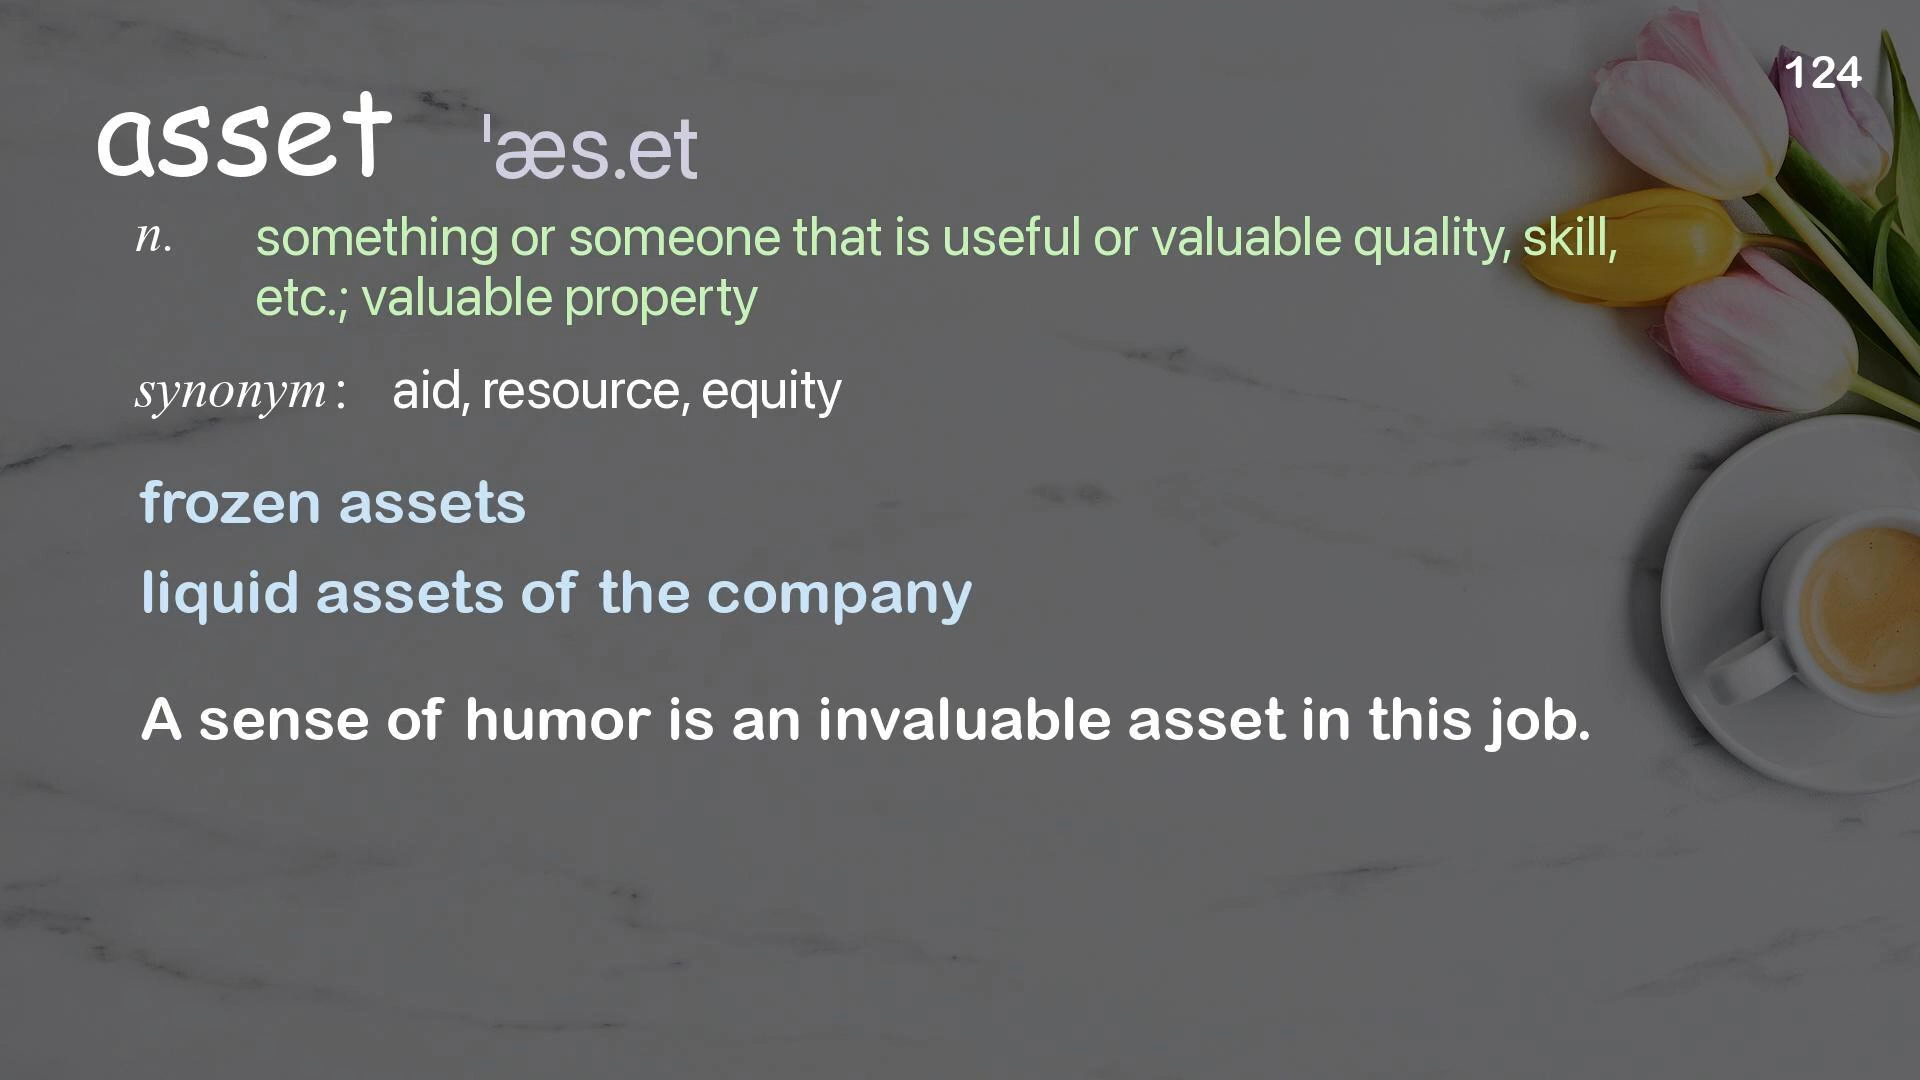 124
asset ˈæs.et
n. something or someone that is useful or valuable quality, skill,
etc.; valuable property
synonym: aid, resource, equity
frozen assets
liquid assets of the company
A sense of humor is an invaluable asset in this job.